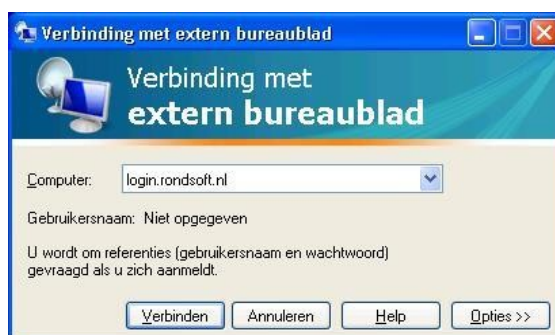 Verbinding met extern bureaublad
Verbinding met
extern bureaublad
Computer: login.rondsoft.nl
Gebruikersnaam: Niet opgegeven
U wordt om referenties (gebruikersnaam en wachtwoord)
gevraagd als u zich aanmeldt.
Verbinden Annuleren Help Opties >>